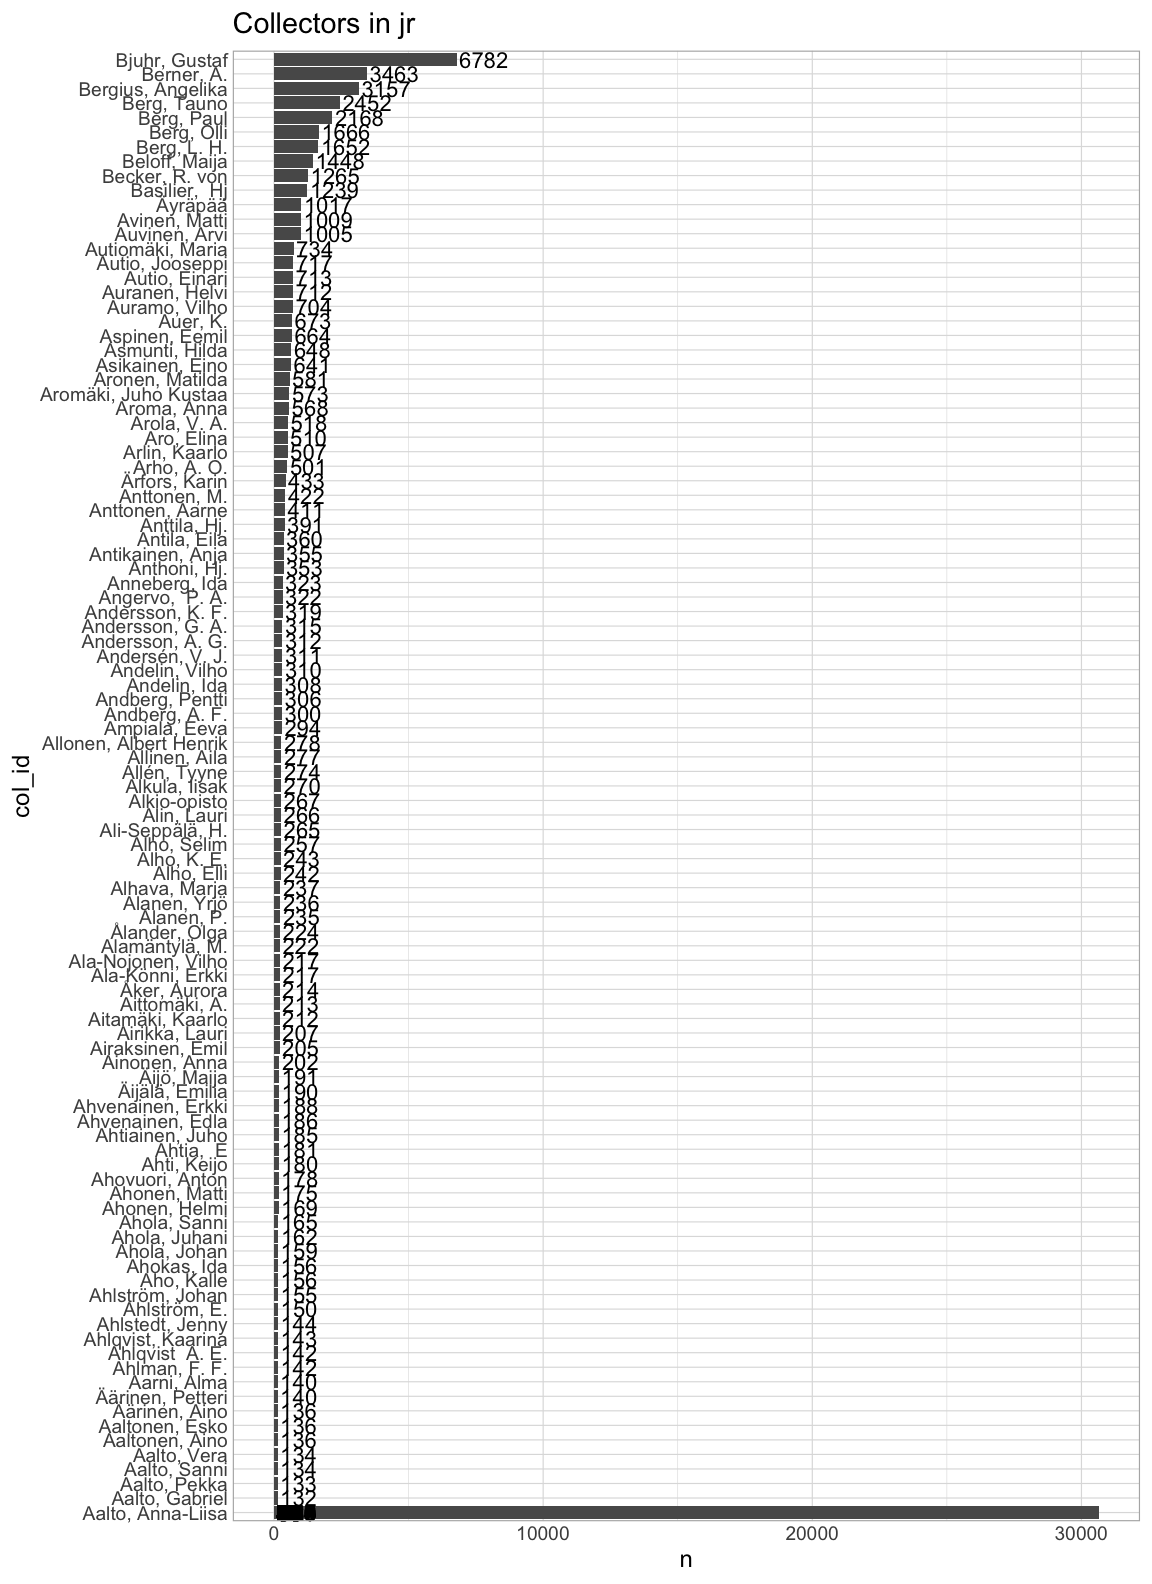 Collectors in jr
Bjuhr, Gustaf 6782
Berner, A. 3463
Bergius, Angelika 3157
Berg, Tauno 2452
Berg, Paul 2168
Berg, Olli 1666
Berg, L. H. 1652
Beloff, Maija 1448
Becker, R. von 1265
Basilier, Hj 1239
Äyräpää 1017
Avinen, Matti 1009
Auvinen, Arvi 1005
Autiomäki, Maria 734
Autio, Jooseppi 717
Autio, Einari 713
Auranen, Helvi 712
Auramo, Vilho 704
Auer, K. 673
Aspinen, Eemil 664
Asmunti, Hilda 648
Asikainen, Eino 641
Aronen, Matilda 581
Aromäki, Juho Kustaa 573
Aroma, Anna 568
Arola, V. A. 518
Aro, Elina 510
Arlin, Kaarlo 507
Arho, A. O. 501
Ärfors, Karin 433
Anttonen, M. 422
Anttonen, Aarne 411
Anttila, Hj. 391
Antila, Eila 360
Antikainen, Anja 355
Anthoni, Hj. 353
Anneberg, Ida 323
Angervo, P. A. 322
Andersson, K. F. 319
Andersson, G. A. 315
Andersson, A. G. 312
Andersén, V. J. 311
Andelin, Vilho 310
Andelin, Ida 308
Andberg, Pentti 306
Andberg, A. F. 300
Ampiala, Eeva 294
Allonen, Albert Henrik 278
Allinen, Aila 277
Allén, Tyyne 274
Alkula, Iisak 270
Alkio-opisto 267
Alin, Lauri 266
Ali-Seppälä, H. 265
Alho, Selim 257
Alho, K. E. 243
Alho, Elli 242
Alhava, Marja 237
Alanen, Yrjö 236
Alanen, P. 235
Ålander, Olga 224
Alamäntylä, M. 222
Ala-Nojonen, Vilho 217
Ala-Könni, Erkki 217
Åker, Aurora 214
Aittomäki, A. 213
Aitamäki, Kaarlo 212
Airikka, Lauri 207
Airaksinen, Emil 205
Ainonen, Anna 202
Äijö, Maija 191
Äijälä, Emilia 190
Ahvenainen, Erkki 188
Ahvenainen, Edla 186
Ahtiainen, Juho 185
Ahtia, E 181
Ahti, Keijo 180
Ahovuori, Anton 178
Ahonen, Matti 175
Ahonen, Helmi 169
Ahola, Sanni 165
Ahola, Juhani 162
Ahola, Johan 159
Ahokas, Ida 156
Aho, Kalle 156
Ahlström, Johan 155
Ahlström, E. 150
Ahlstedt, Jenny 144
Ahlqvist, Kaarina 143
Ahlqvist A. E. 142
Ahlman, F. F. 142
Aarni, Alma 140
Äärinen, Petteri 140
Aärinen, Aino 136
Aaltonen, Esko 136
Aaltonen, Aino 136
Aalto, Vera 134
Aalto, Sanni 134
Aalto, Pekka 133
Aalto, Gabriel 132
Aalto, Anna-Liisa
col_id
0 10000 20000 30000
n